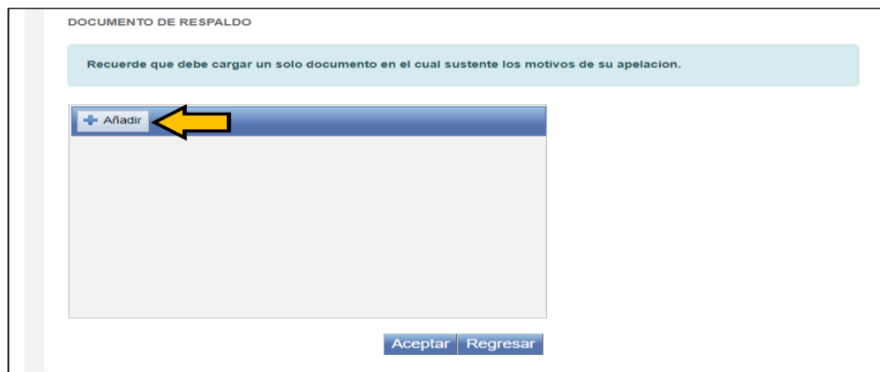 DOCUMENTO DE RESPALDO
Recuerde que debe cargar un solo documento en el cual sustente los motivos de su apelacion.
Añadir
Aceptar Regresar